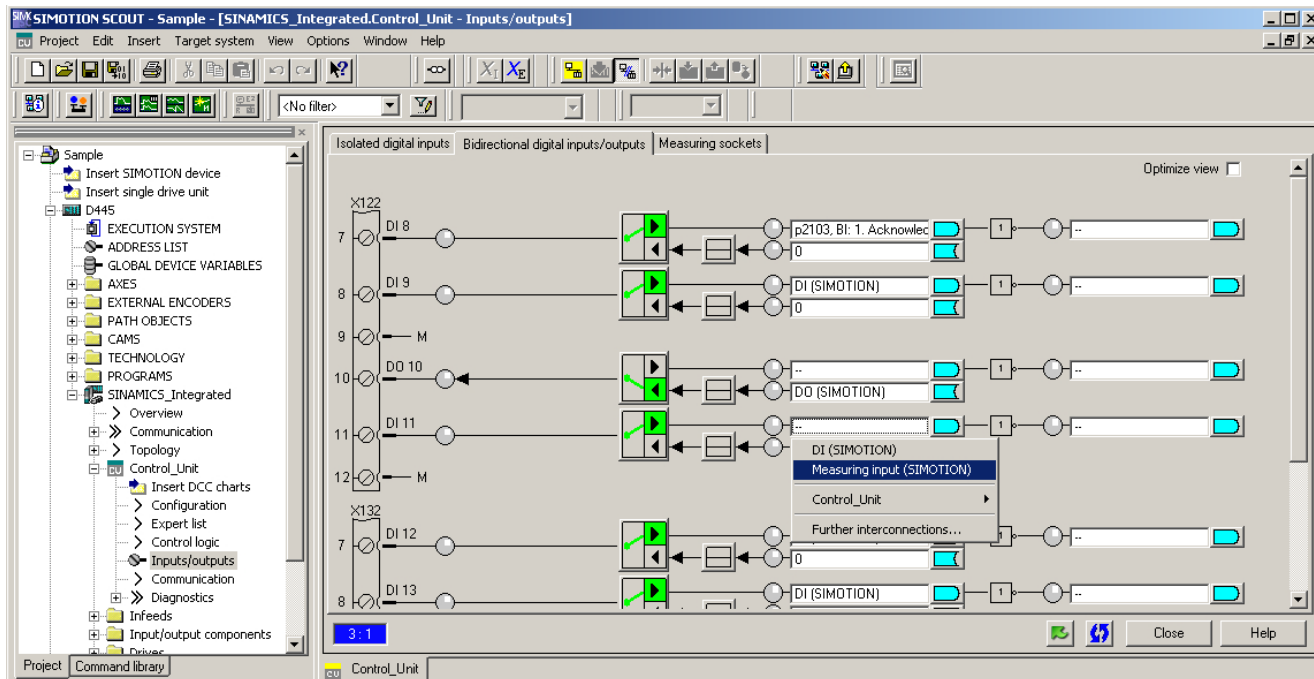 SIMOTION SCOUT - Sample - [SINAMICS_Integrated.Control_Unit - Inputs/outputs]
Project Edit Insert Target system View Options Window Help
<No filter>
Sample
Insert SIMOTION device
Insert single drive unit
D445
EXECUTION SYSTEM
ADDRESS LIST
GLOBAL DEVICE VARIABLES
AXES
EXTERNAL ENCODERS
PATH OBJECTS
CAMS
TECHNOLOGY
PROGRAMS
SINAMICS_Integrated
Overview
Communication
Topology
Control_Unit
Insert DCC charts
Configuration
Expert list
Control logic
Inputs/outputs
Communication
Diagnostics
Infeeds
Input/output components
Drives
Project Command library
Isolated digital inputs Bidirectional digital inputs/outputs Measuring sockets
Optimize view
X122
DI 8
7 p2103, BI: 1. Acknowlec 1 --
0
DI 9
8 DI (SIMOTION) 1 --
0
9 M
DO 10
10 -- 1 --
DO (SIMOTION)
DI 11
11 -- 1 --
DI (SIMOTION)
Measuring input (SIMOTION)
Control_Unit
Further interconnections...
12 M
X132
DI 12
7 1 --
0
DI 13
8 DI (SIMOTION) 1 --
3 : 1 Close Help
CU Control_Unit